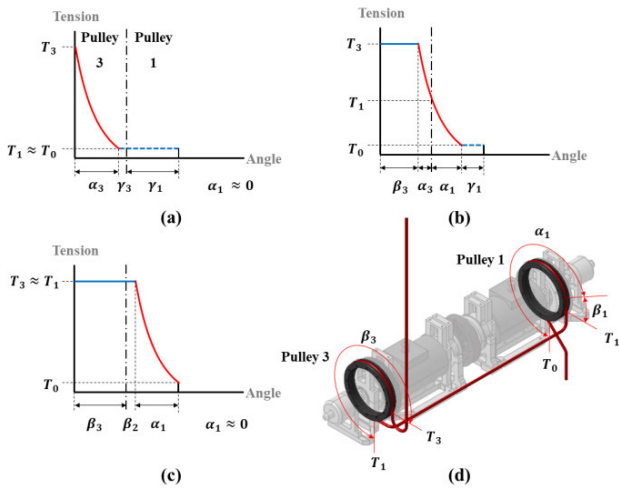 Tension
T₃
Pulley 3
Pulley 1
T₁ ≈ T₀
Angle
α₃ γ₃ γ₁ α₁ ≈ 0
(a)
Tension
T₃
T₁
T₀
Angle
β₃ α₃ α₁ γ₁
(b)
Tension
T₃ ≈ T₁
T₀
Angle
β₃ β₂ α₁ α₁ ≈ 0
(c)
α₁
Pulley 1
β₁
T₁
T₀
β₃
Pulley 3
T₃
T₁
(d)